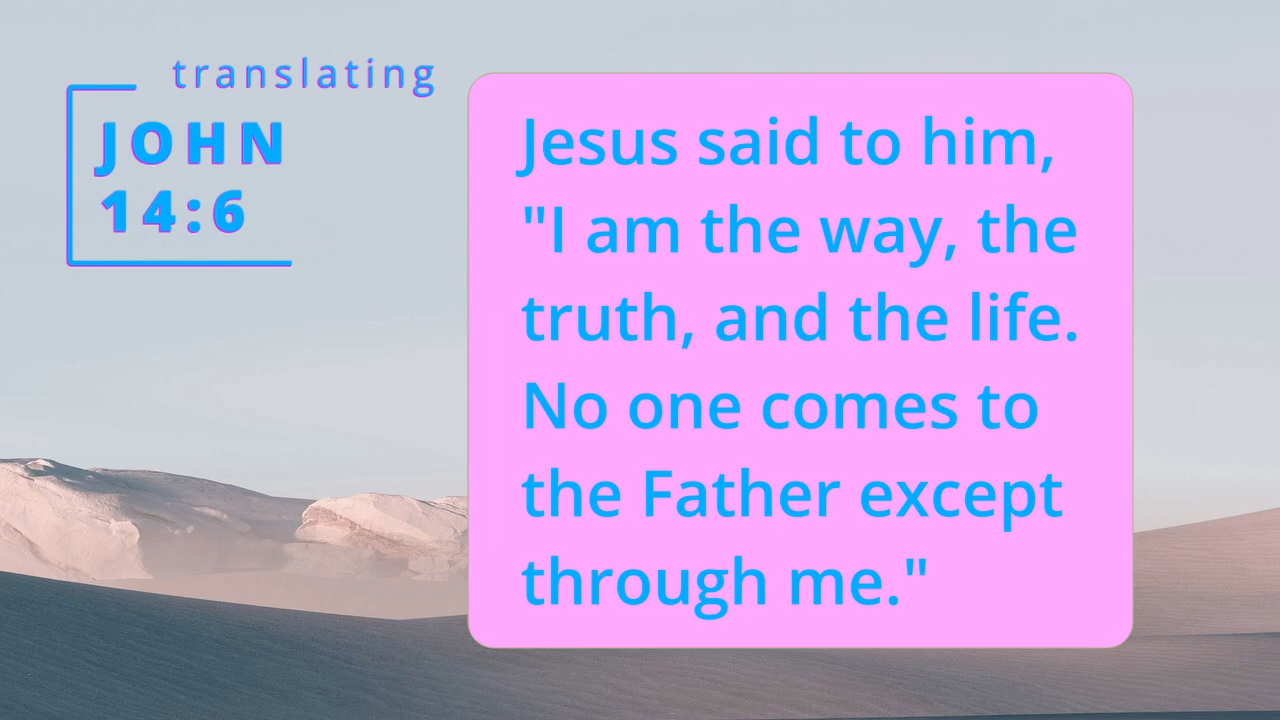 translating
JOHN
14:6
Jesus said to him,
"I am the way, the
truth, and the life.
No one comes to
the Father except
through me."